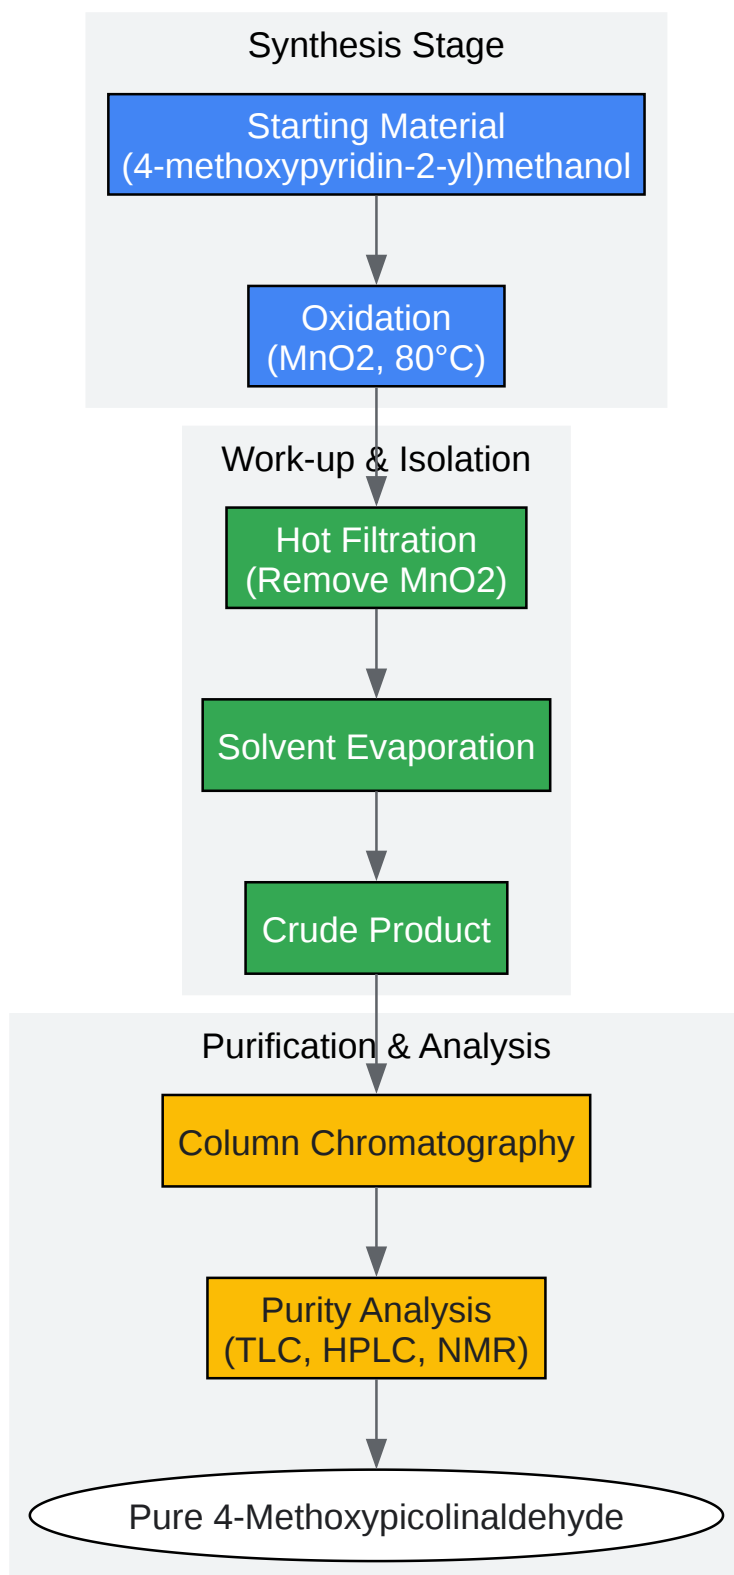 Synthesis Stage
Starting Material
(4-methoxypyridin-2-yl)methanol
Oxidation
(MnO2, 80°C)
Work-up & Isolation
Hot Filtration
(Remove MnO2)
Solvent Evaporation
Crude Product
Purification & Analysis
Column Chromatography
Purity Analysis
(TLC, HPLC, NMR)
Pure 4-Methoxypicolinaldehyde